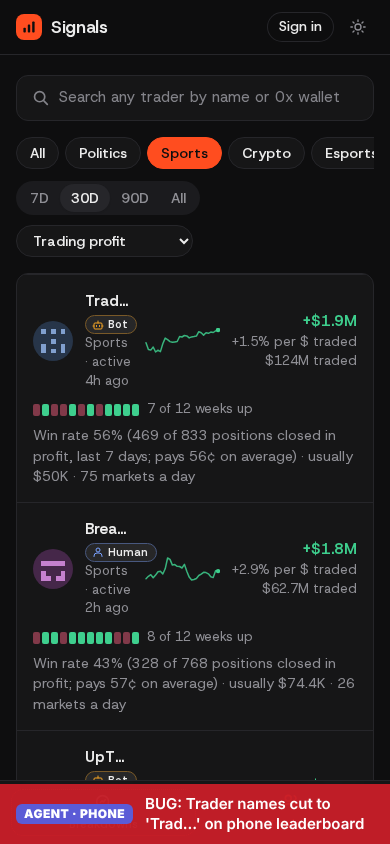 Signals
Sign in
Search any trader by name or 0x wallet
All
Politics
Sports
Crypto
Esports
7D
30D
90D
All
Trading profit
Trad...
Bot
Sports
· active
4h ago
+$1.9M
+1.5% per $ traded
$124M traded
7 of 12 weeks up
Win rate 56% (469 of 833 positions closed in
profit, last 7 days; pays 56¢ on average) · usually
$50K · 75 markets a day
Brea...
Human
Sports
· active
2h ago
+$1.8M
+2.9% per $ traded
$62.7M traded
8 of 12 weeks up
Win rate 43% (328 of 768 positions closed in
profit; pays 57¢ on average) · usually $74.4K · 26
markets a day
UpT...
Bot
AGENT · PHONE
BUG: Trader names cut to
'Trad...' on phone leaderboard